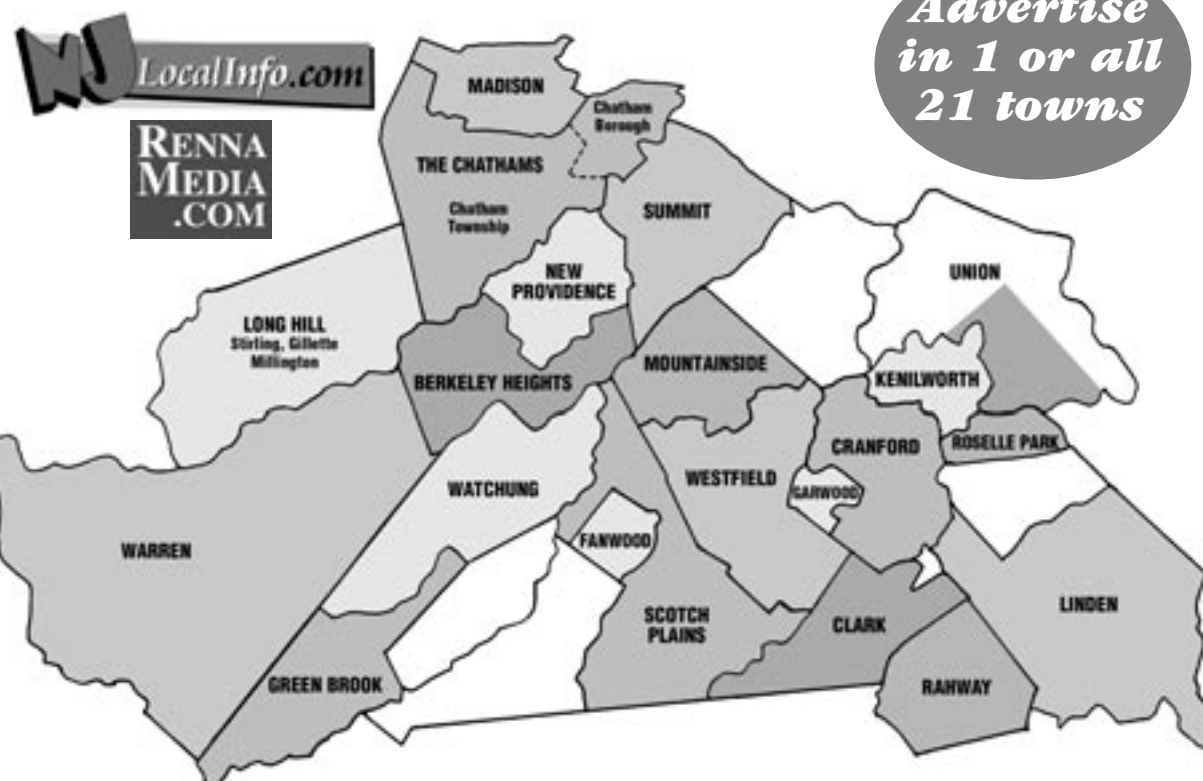 NJ LocalInfo.com
RENNA
MEDIA
.COM
Advertise
in 1 or all
21 towns
MADISON
Chatham
Borough
THE CHATHAMS
Chatham
Township
SUMMIT
NEW
PROVIDENCE
UNION
LONG HILL
Stirling, Gillette
Millington
BERKELEY HEIGHTS
MOUNTAINSIDE
KENILWORTH
CRANFORD
ROSELLE PARK
WATCHUNG
WESTFIELD
GARWOOD
WARREN
FANWOOD
SCOTCH
PLAINS
CLARK
LINDEN
GREEN BROOK
RAHWAY